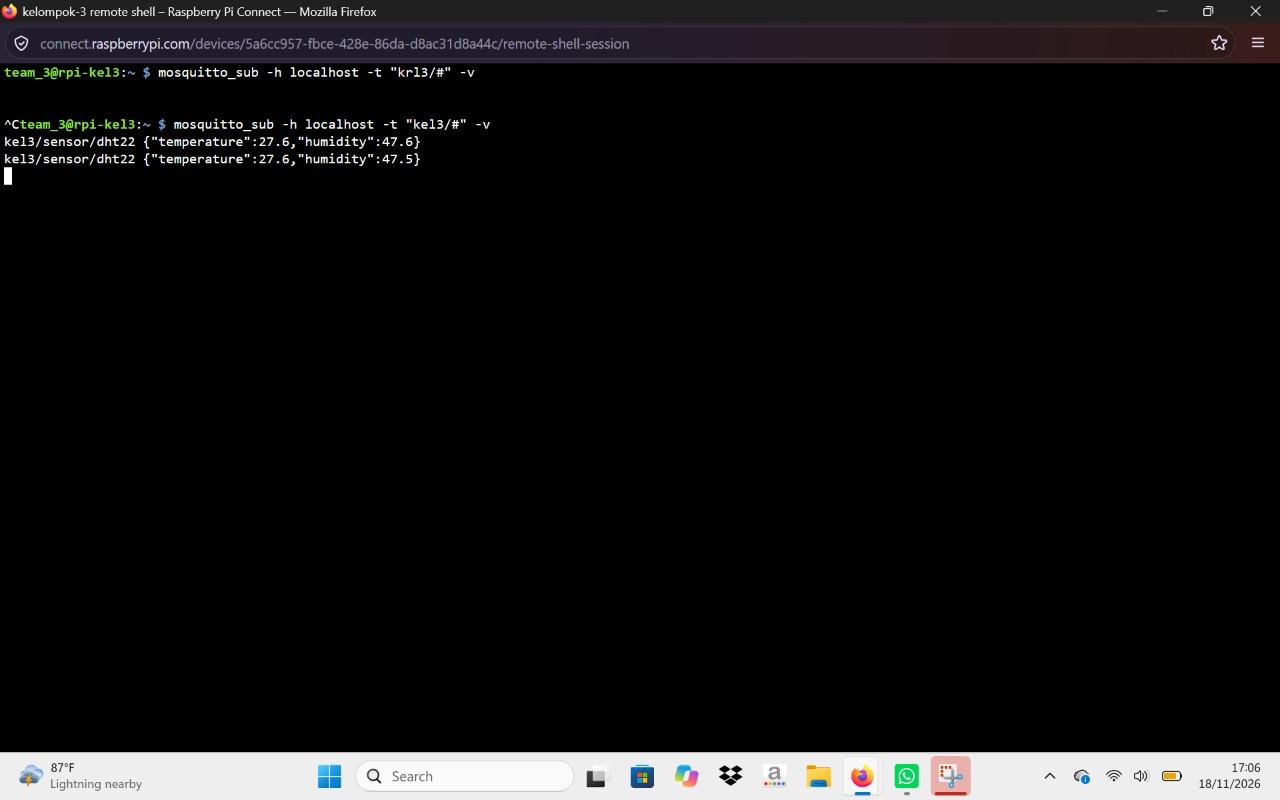 kelompok-3 remote shell – Raspberry Pi Connect — Mozilla Firefox
connect.raspberrypi.com/devices/5a6cc957-fbce-428e-86da-d8ac31d8a44c/remote-shell-session
team_3@rpi-kel3:~ $ mosquitto_sub -h localhost -t "krl3/#" -v
^Cteam_3@rpi-kel3:~ $ mosquitto_sub -h localhost -t "kel3/#" -v
kel3/sensor/dht22 {"temperature":27.6,"humidity":47.6}
kel3/sensor/dht22 {"temperature":27.6,"humidity":47.5}
87°F
Lightning nearby
Search
a
17:06
18/11/2026